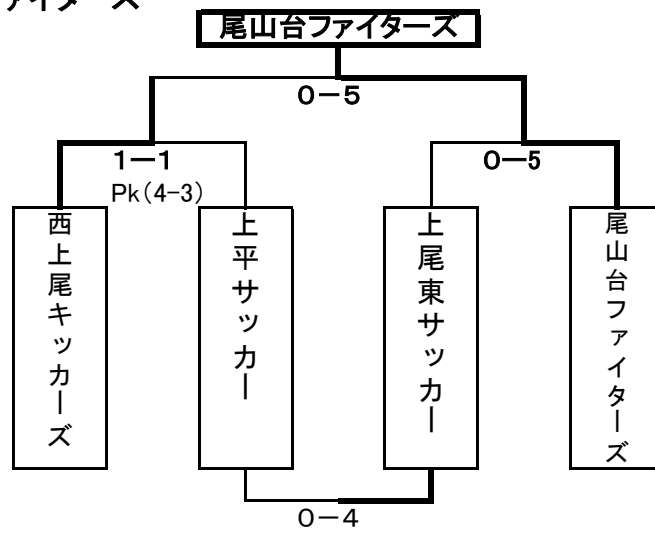 ァイターズ
尾山台ファイターズ
0－5
1－1
0－5
Pk（4-3）
西上尾キッカーズ
上平サッカー
上尾東サッカー
尾山台ファイターズ
0－4